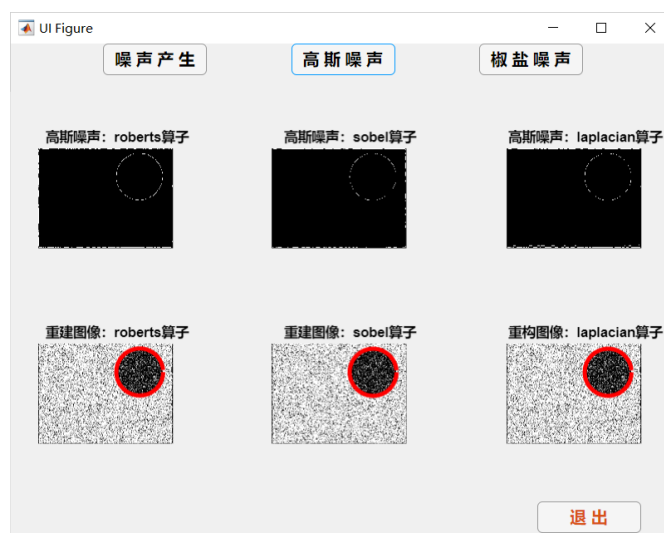 UI Figure
噪 声 产 生
高 斯 噪 声
椒 盐 噪 声
高斯噪声：roberts算子
高斯噪声：sobel算子
高斯噪声：laplacian算子
重建图像：roberts算子
重建图像：sobel算子
重构图像：laplacian算子
退 出